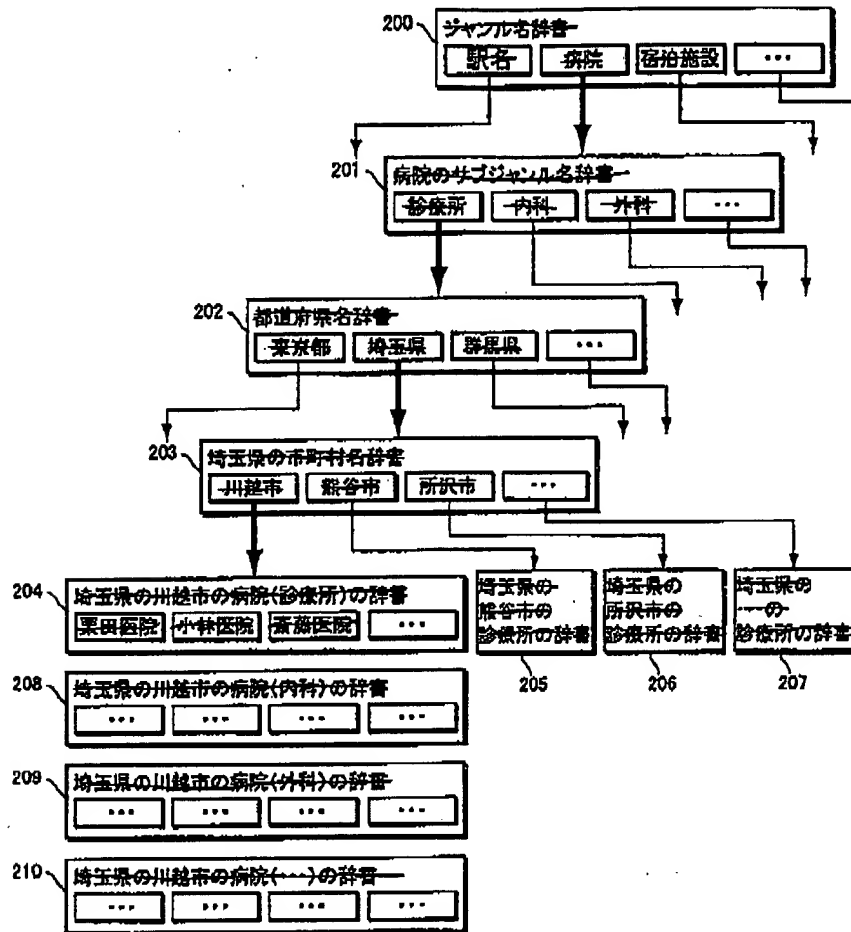 200
ジャンル名辞書
駅名 病院 宿泊施設 ・・・
201
病院のサブジャンル名辞書
診療所 内科 外科 ・・・
202
都道府県名辞書
東京都 埼玉県 群馬県 ・・・
203
埼玉県の市町村名辞書
川越市 熊谷市 所沢市 ・・・
204
埼玉県の川越市の病院(診療所)の辞書
栗田医院 小林医院 斎藤医院 ・・・
埼玉県の
熊谷市の
診療所の辞書
205
埼玉県の
所沢市の
診療所の辞書
206
埼玉県の
・・・の
診療所の辞書
207
208
埼玉県の川越市の病院(内科)の辞書
・・・ ・・・ ・・・ ・・・
209
埼玉県の川越市の病院(外科)の辞書
・・・ ・・・ ・・・ ・・・
210
埼玉県の川越市の病院(・・・)の辞書
・・・ ・・・ ・・・ ・・・